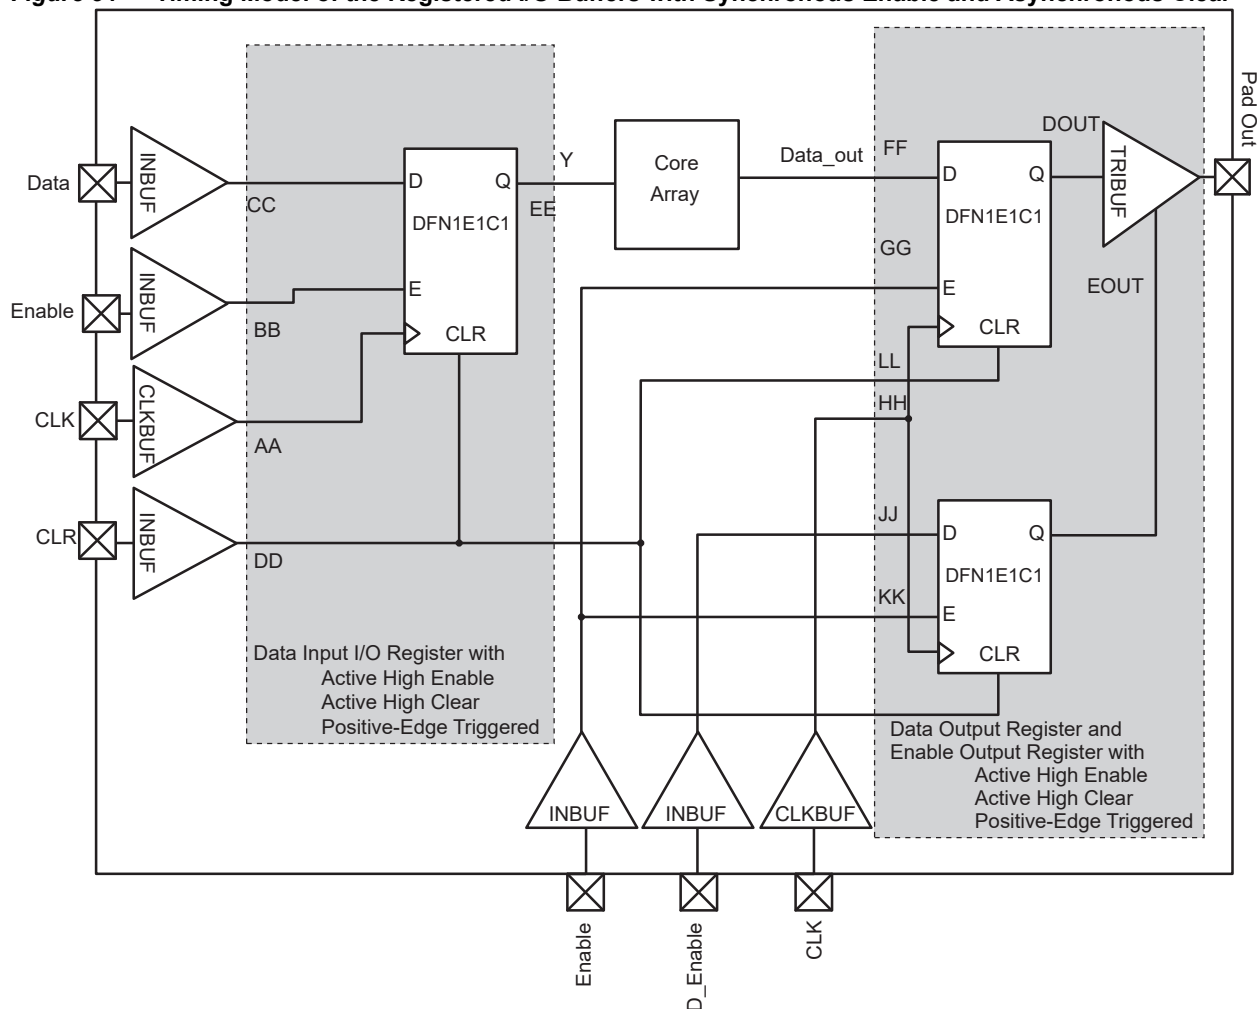 Figure 31 Timing Model of the Registered I/O Buffers with Synchronous Enable and Asynchronous Clear
Pad Out
DOUT
Data
INBUF
CC
D
Q
DFN1E1C1
E
CLR
Y
EE
Core
Array
Data_out
FF
D
Q
DFN1E1C1
E
CLR
TRIBUF
GG
EOUT
Enable
INBUF
BB
CLK
CLKBUF
AA
LL
HH
CLR
INBUF
DD
JJ
D
Q
DFN1E1C1
KK
E
CLR
Data Input I/O Register with
Active High Enable
Active High Clear
Positive-Edge Triggered
Data Output Register and
Enable Output Register with
Active High Enable
Active High Clear
Positive-Edge Triggered
INBUF
INBUF
CLKBUF
Enable
D_Enable
CLK